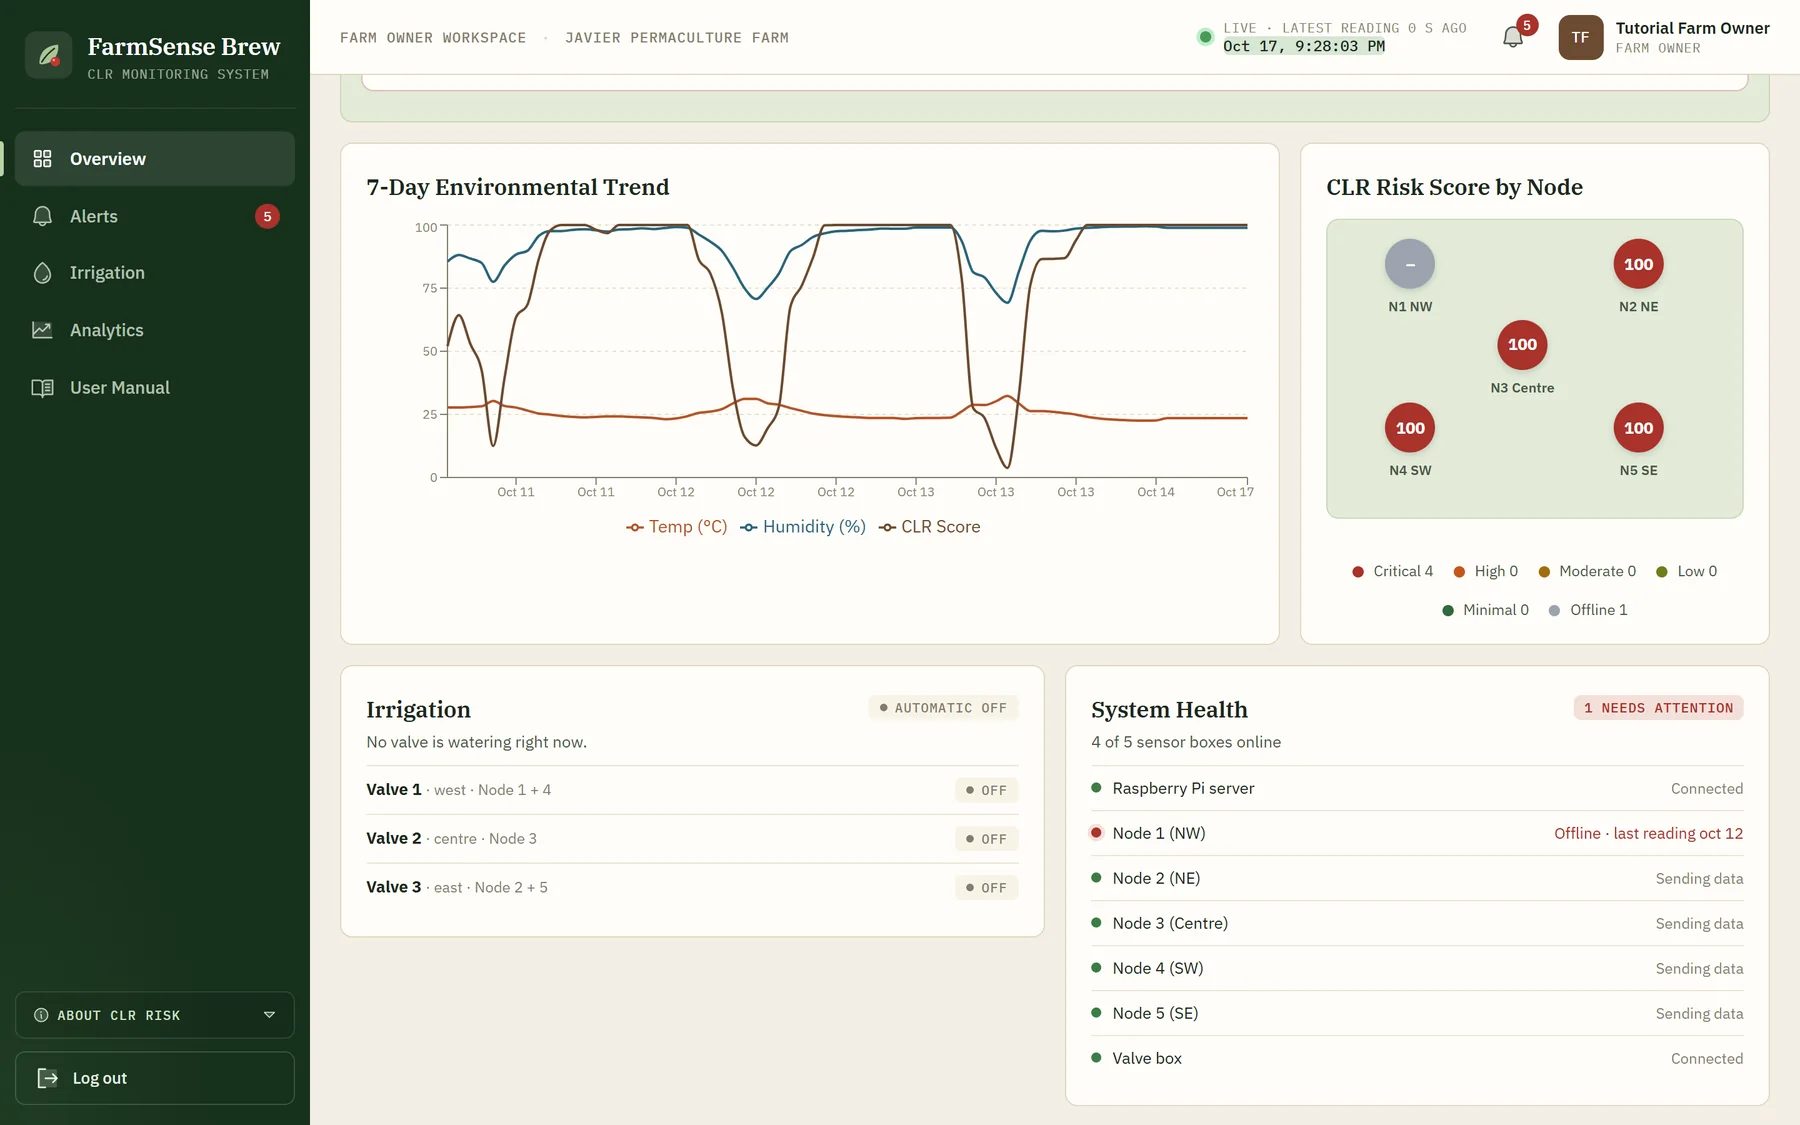 FarmSense Brew
CLR MONITORING SYSTEM
Overview
Alerts
5
Irrigation
Analytics
User Manual
ABOUT CLR RISK
Log out
FARM OWNER WORKSPACE · JAVIER PERMACULTURE FARM
LIVE · LATEST READING 0 S AGO
Oct 17, 9:28:03 PM
5
TF
Tutorial Farm Owner
FARM OWNER
7-Day Environmental Trend
100
75
50
25
0
Oct 11 Oct 11 Oct 12 Oct 12 Oct 12 Oct 13 Oct 13 Oct 13 Oct 14 Oct 17
Temp (°C) Humidity (%) CLR Score
CLR Risk Score by Node
–
N1 NW
100
N2 NE
100
N3 Centre
100
N4 SW
100
N5 SE
Critical 4 High 0 Moderate 0 Low 0
Minimal 0 Offline 1
Irrigation
AUTOMATIC OFF
No valve is watering right now.
Valve 1 · west · Node 1 + 4 OFF
Valve 2 · centre · Node 3 OFF
Valve 3 · east · Node 2 + 5 OFF
System Health
1 NEEDS ATTENTION
4 of 5 sensor boxes online
Raspberry Pi server Connected
Node 1 (NW) Offline · last reading oct 12
Node 2 (NE) Sending data
Node 3 (Centre) Sending data
Node 4 (SW) Sending data
Node 5 (SE) Sending data
Valve box Connected